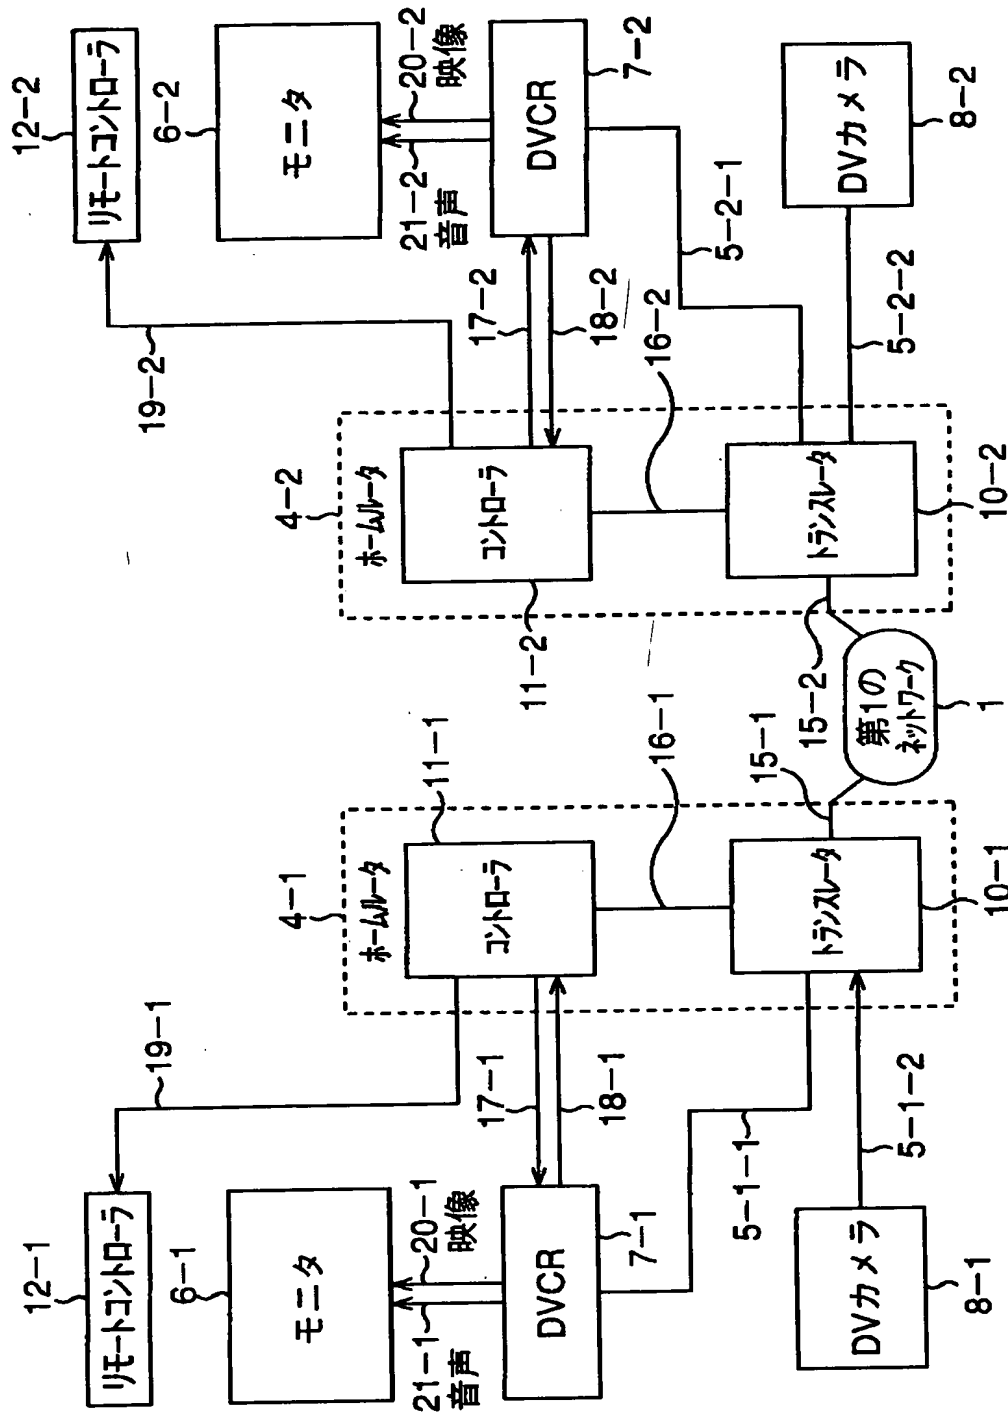 12-1
リモートコントローラ
19-1
6-1
モニタ
21-1
音声
20-1
映像
DVCR
7-1
17-1
18-1
5-1-1
DVカメラ
8-1
5-1-2
4-1
ホームルータ
コントローラ
11-1
16-1
トランスレータ
10-1
15-1
第1の
ネットワーク
1
15-2
4-2
ホームルータ
コントローラ
11-2
16-2
トランスレータ
10-2
19-2
12-2
リモートコントローラ
6-2
モニタ
21-2
音声
20-2
映像
DVCR
7-2
17-2
18-2
5-2-1
5-2-2
DVカメラ
8-2